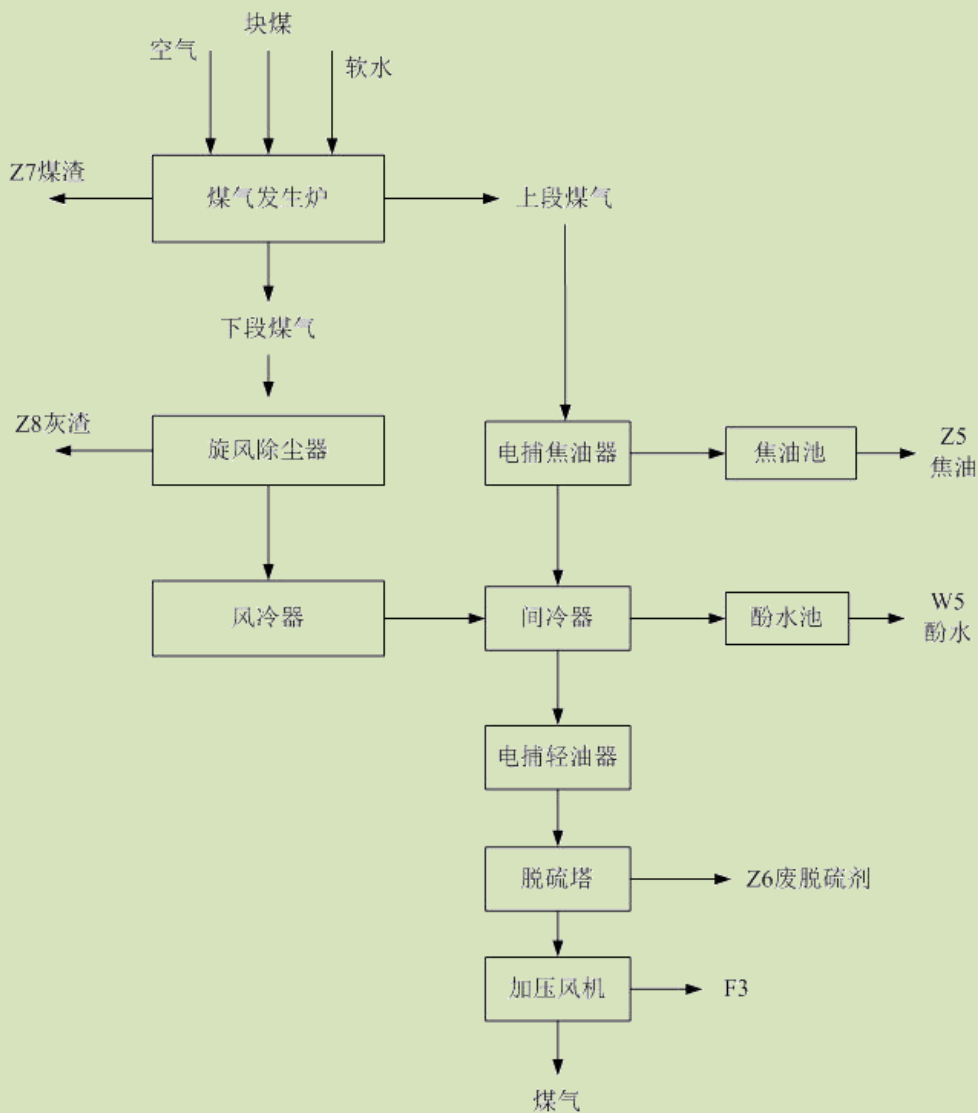 块煤
空气
软水
Z7煤渣
煤气发生炉
上段煤气
下段煤气
Z8灰渣
旋风除尘器
电捕焦油器
焦油池
Z5
焦油
风冷器
间冷器
酚水池
W5
酚水
电捕轻油器
脱硫塔
Z6废脱硫剂
加压风机
F3
煤气